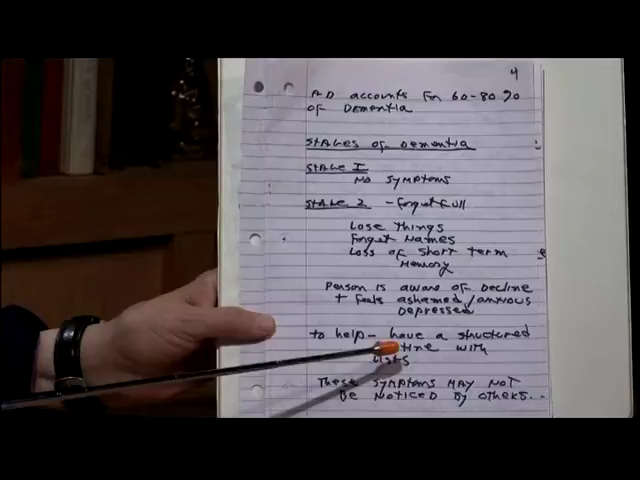 4
AD accounts for 60-80%
of Dementia
Stages of Dementia
Stage I
No symptoms
Stage 2 - forgetfull
Lose Things
Forget Names
Loss of short term
Memory
Person is aware of Decline
+ feels ashamed/anxious
Depressed
To help - have a structured
with
lists
These symptoms MAY NOT
Be Noticed by others.